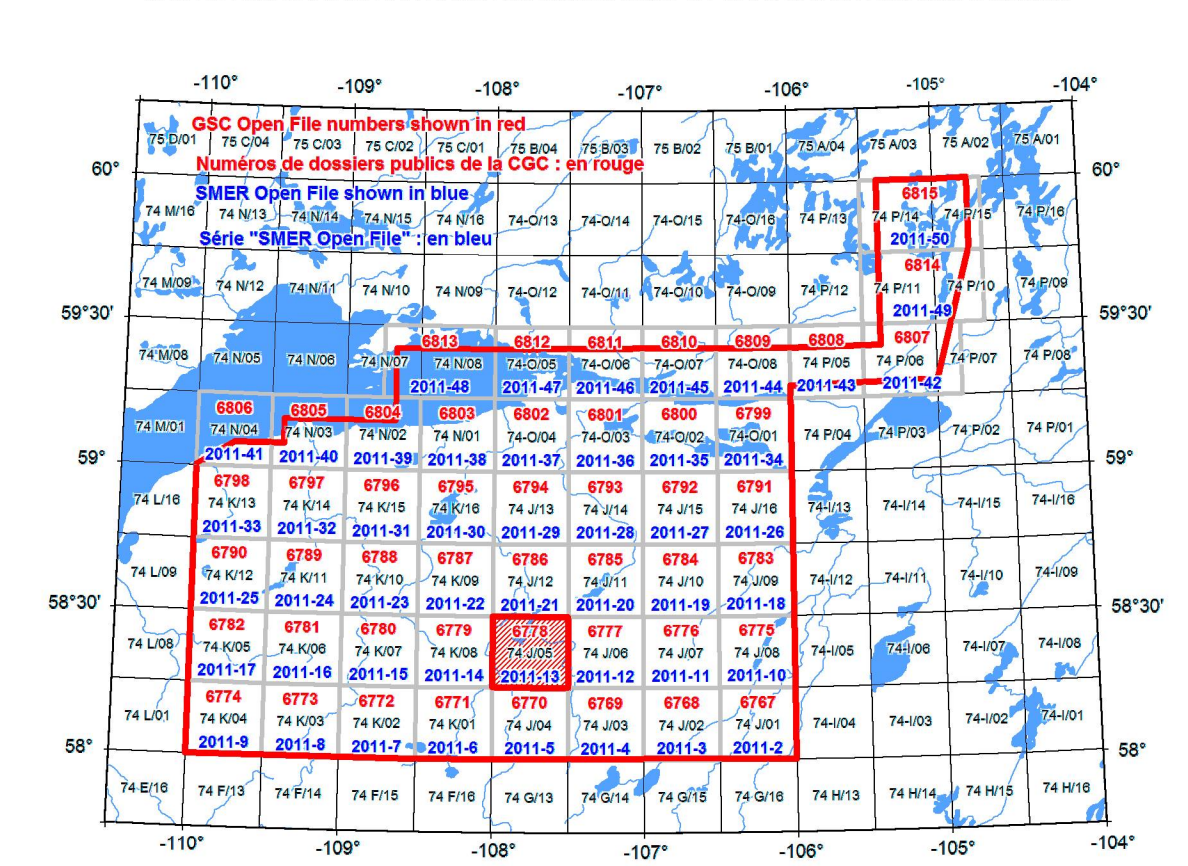 -110° -109° -108° -107° -106° -105° -104°
GSC Open File numbers shown in red
75 D/01 75 C/04 75 C/03 75 C/02 75 C/01 75 B/04 75 B/03 75 B/02 75 B/01 75 A/04 75 A/03 75 A/02 75 A/01
Numéros de dossiers publics de la CGC : en rouge
60° 60°
SMER Open File shown in blue
6815
74 M/16 74 N/13 74 N/14 74 N/15 74 N/16 74-O/13 74-O/14 74-O/15 74-O/16 74 P/13 74 P/14 74 P/15 74 P/16
Série "SMER Open File" : en bleu
2011-50
6814
74 M/09 74 N/12 74 N/11 74 N/10 74 N/09 74-O/12 74-O/11 74-O/10 74-O/09 74 P/12 74 P/11 74 P/10 74 P/09
2011-49
59°30' 59°30'
6813 6812 6811 6810 6809 6808 6807
74 M/08 74 N/05 74 N/06 74 N/07 74 N/08 74-O/05 74-O/06 74-O/07 74-O/08 74 P/05 74 P/06 74 P/07 74 P/08
2011-48 2011-47 2011-46 2011-45 2011-44 2011-43 2011-42
6806 6805 6804 6803 6802 6801 6800 6799
74 M/01 74 N/04 74 N/03 74 N/02 74 N/01 74-O/04 74-O/03 74-O/02 74-O/01 74 P/04 74 P/03 74 P/02 74 P/01
2011-41 2011-40 2011-39 2011-38 2011-37 2011-36 2011-35 2011-34
59° 59°
6798 6797 6796 6795 6794 6793 6792 6791
74 L/16 74 K/13 74 K/14 74 K/15 74 K/16 74 J/13 74 J/14 74 J/15 74 J/16 74-I/13 74-I/14 74-I/15 74-I/16
2011-33 2011-32 2011-31 2011-30 2011-29 2011-28 2011-27 2011-26
6790 6789 6788 6787 6786 6785 6784 6783
74 L/09 74 K/12 74 K/11 74 K/10 74 K/09 74 J/12 74 J/11 74 J/10 74 J/09 74-I/12 74-I/11 74-I/10 74-I/09
2011-25 2011-24 2011-23 2011-22 2011-21 2011-20 2011-19 2011-18
58°30' 58°30'
6782 6781 6780 6779 6778 6777 6776 6775
74 L/08 74 K/05 74 K/06 74 K/07 74 K/08 74 J/05 74 J/06 74 J/07 74 J/08 74-I/05 74-I/06 74-I/07 74-I/08
2011-17 2011-16 2011-15 2011-14 2011-13 2011-12 2011-11 2011-10
6774 6773 6772 6771 6770 6769 6768 6767
74 L/01 74 K/04 74 K/03 74 K/02 74 K/01 74 J/04 74 J/03 74 J/02 74 J/01 74-I/04 74-I/03 74-I/02 74-I/01
2011-9 2011-8 2011-7 2011-6 2011-5 2011-4 2011-3 2011-2
58° 58°
74 E/16 74 F/13 74 F/14 74 F/15 74 F/16 74 G/13 74 G/14 74 G/15 74 G/16 74 H/13 74 H/14 74 H/15 74 H/16
-110° -109° -108° -107° -106° -105° -104°